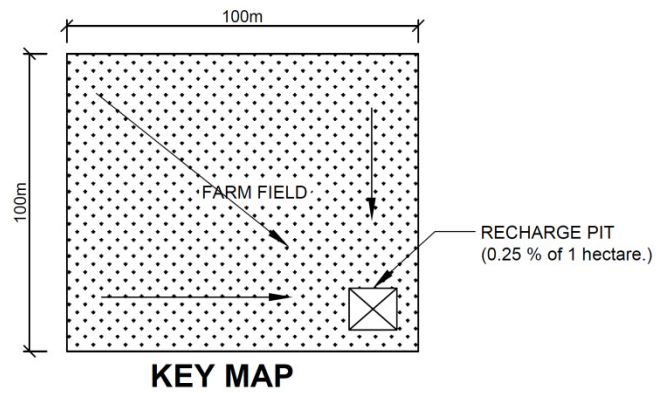 100m
100m
FARM FIELD
RECHARGE PIT
(0.25 % of 1 hectare.)
KEY MAP